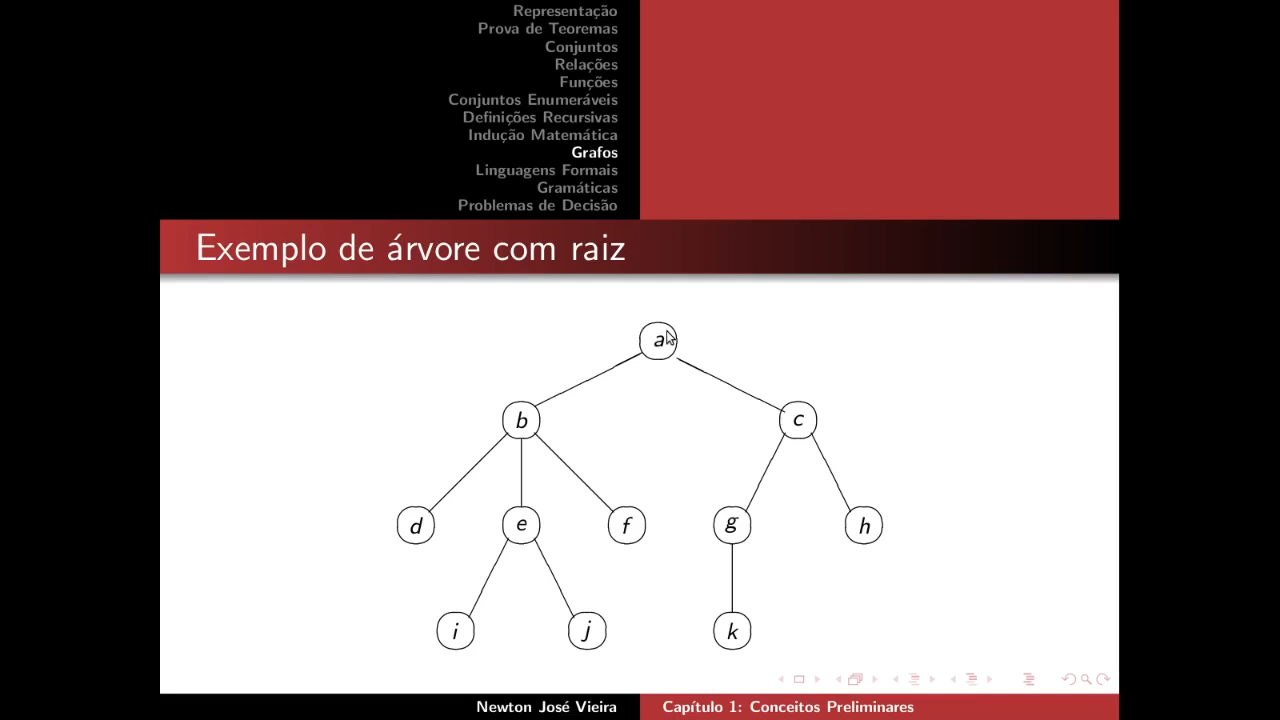 Representação
Prova de Teoremas
Conjuntos
Relações
Funções
Conjuntos Enumeráveis
Definições Recursivas
Indução Matemática
Grafos
Linguagens Formais
Gramáticas
Problemas de Decisão
Exemplo de árvore com raiz
a
b c
d e f g h
i j k
Newton José Vieira Capítulo 1: Conceitos Preliminares